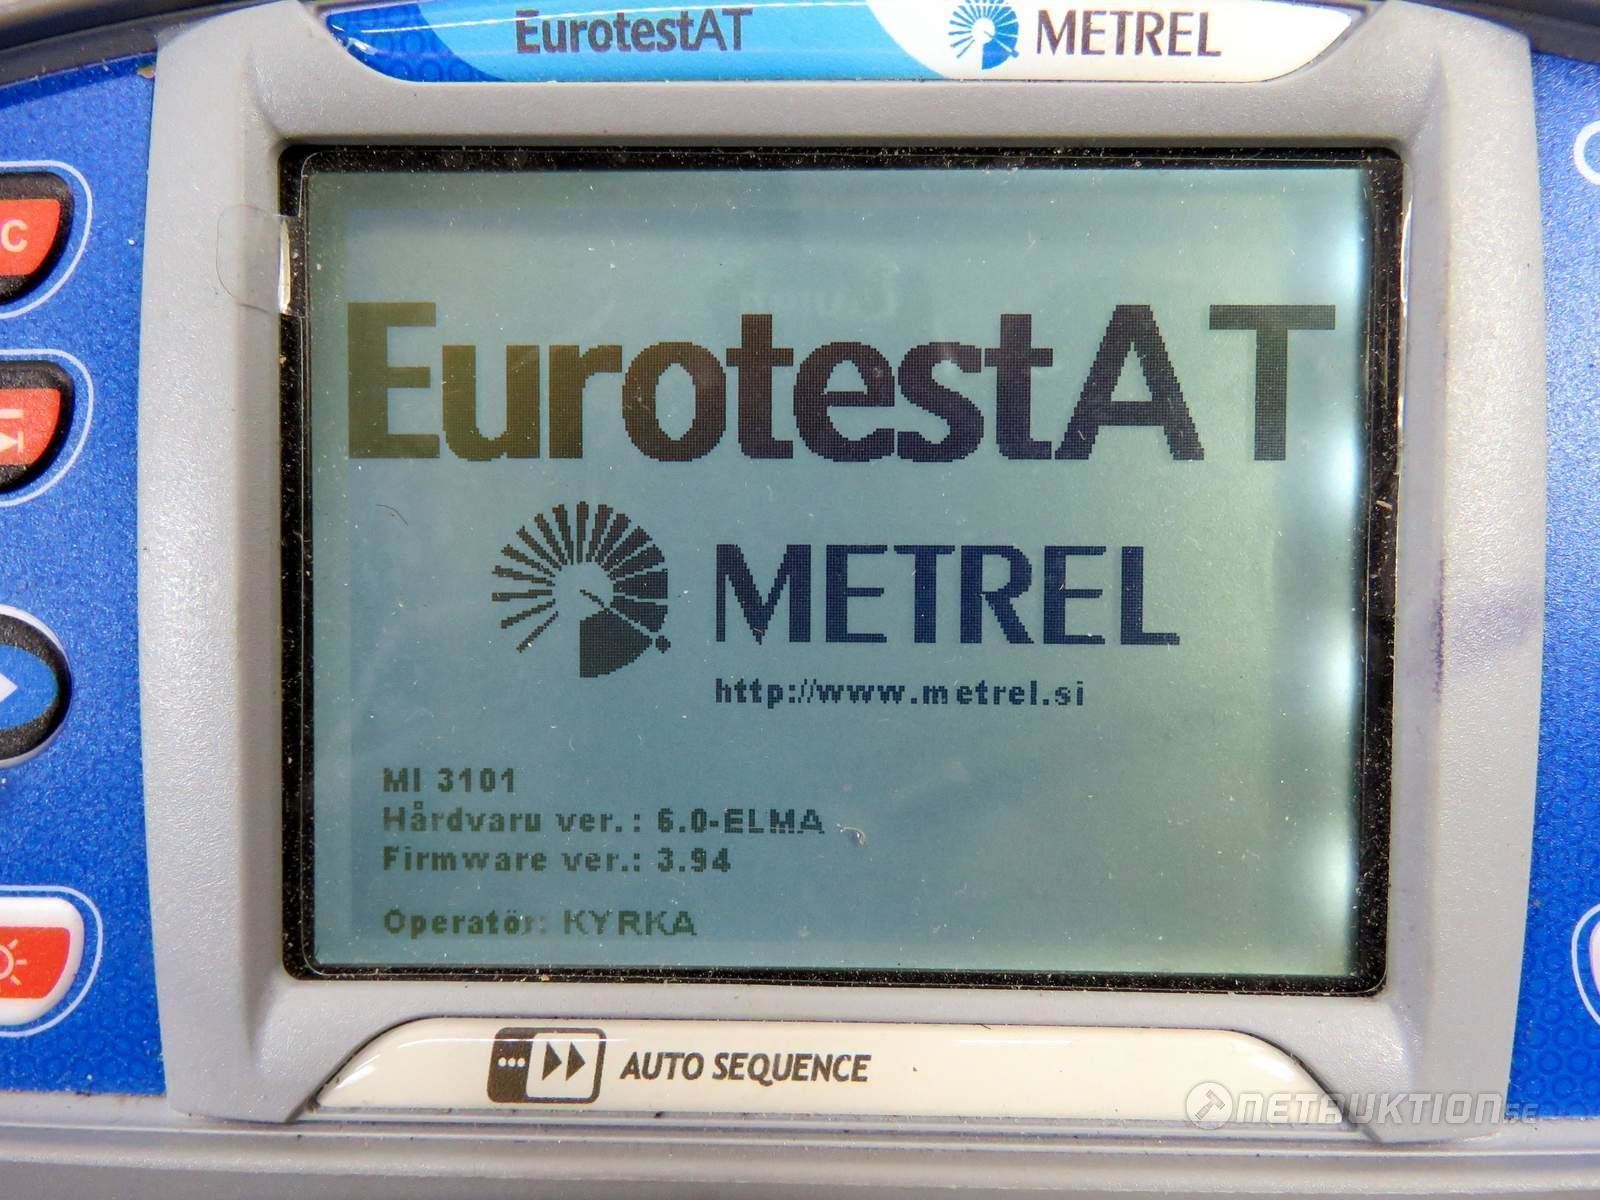 EurotestAT METREL
EurotestAT
METREL
http://www.metrel.si
MI 3101
Hårdvaru ver.: 6.0-ELMA
Firmware ver.: 3.94
Operatör: KYRKA
AUTO SEQUENCE
NETAUKTION.SE